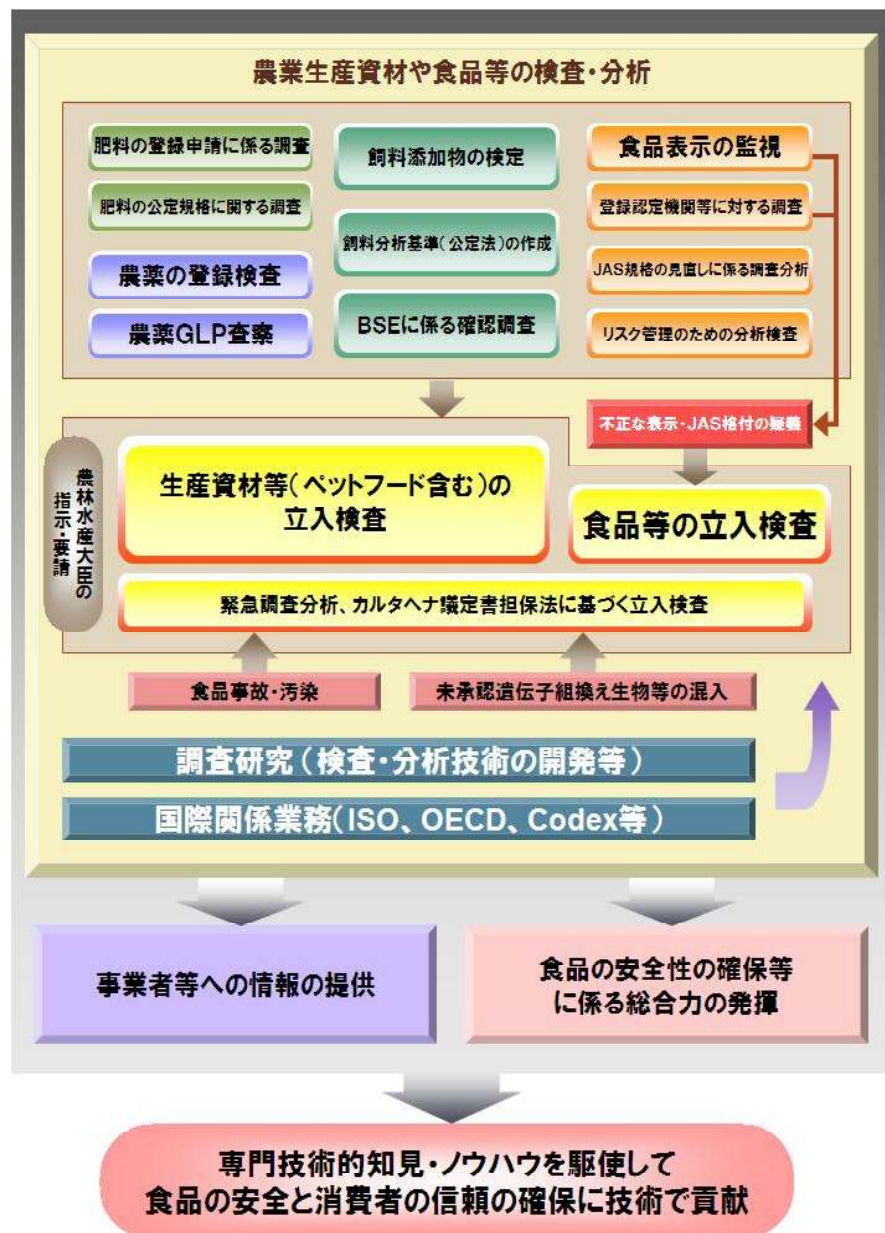 農業生産資材や食品等の検査・分析
肥料の登録申請に係る調査
肥料の公定規格に関する調査
農薬の登録検査
農薬GLP査察
飼料添加物の検定
飼料分析基準(公定法)の作成
BSEに係る確認調査
食品表示の監視
登録認定機関等に対する調査
JAS規格の見直しに係る調査分析
リスク管理のための分析検査
不正な表示・JAS格付の疑義
農林水産大臣の
指示・要請
生産資材等(ペットフード含む)の
立入検査
食品等の立入検査
緊急調査分析、カルタヘナ議定書担保法に基づく立入検査
食品事故・汚染
未承認遺伝子組換え生物等の混入
調査研究(検査・分析技術の開発等)
国際関係業務(ISO、OECD、Codex等)
事業者等への情報の提供
食品の安全性の確保等
に係る総合力の発揮
専門技術的知見・ノウハウを駆使して
食品の安全と消費者の信頼の確保に技術で貢献